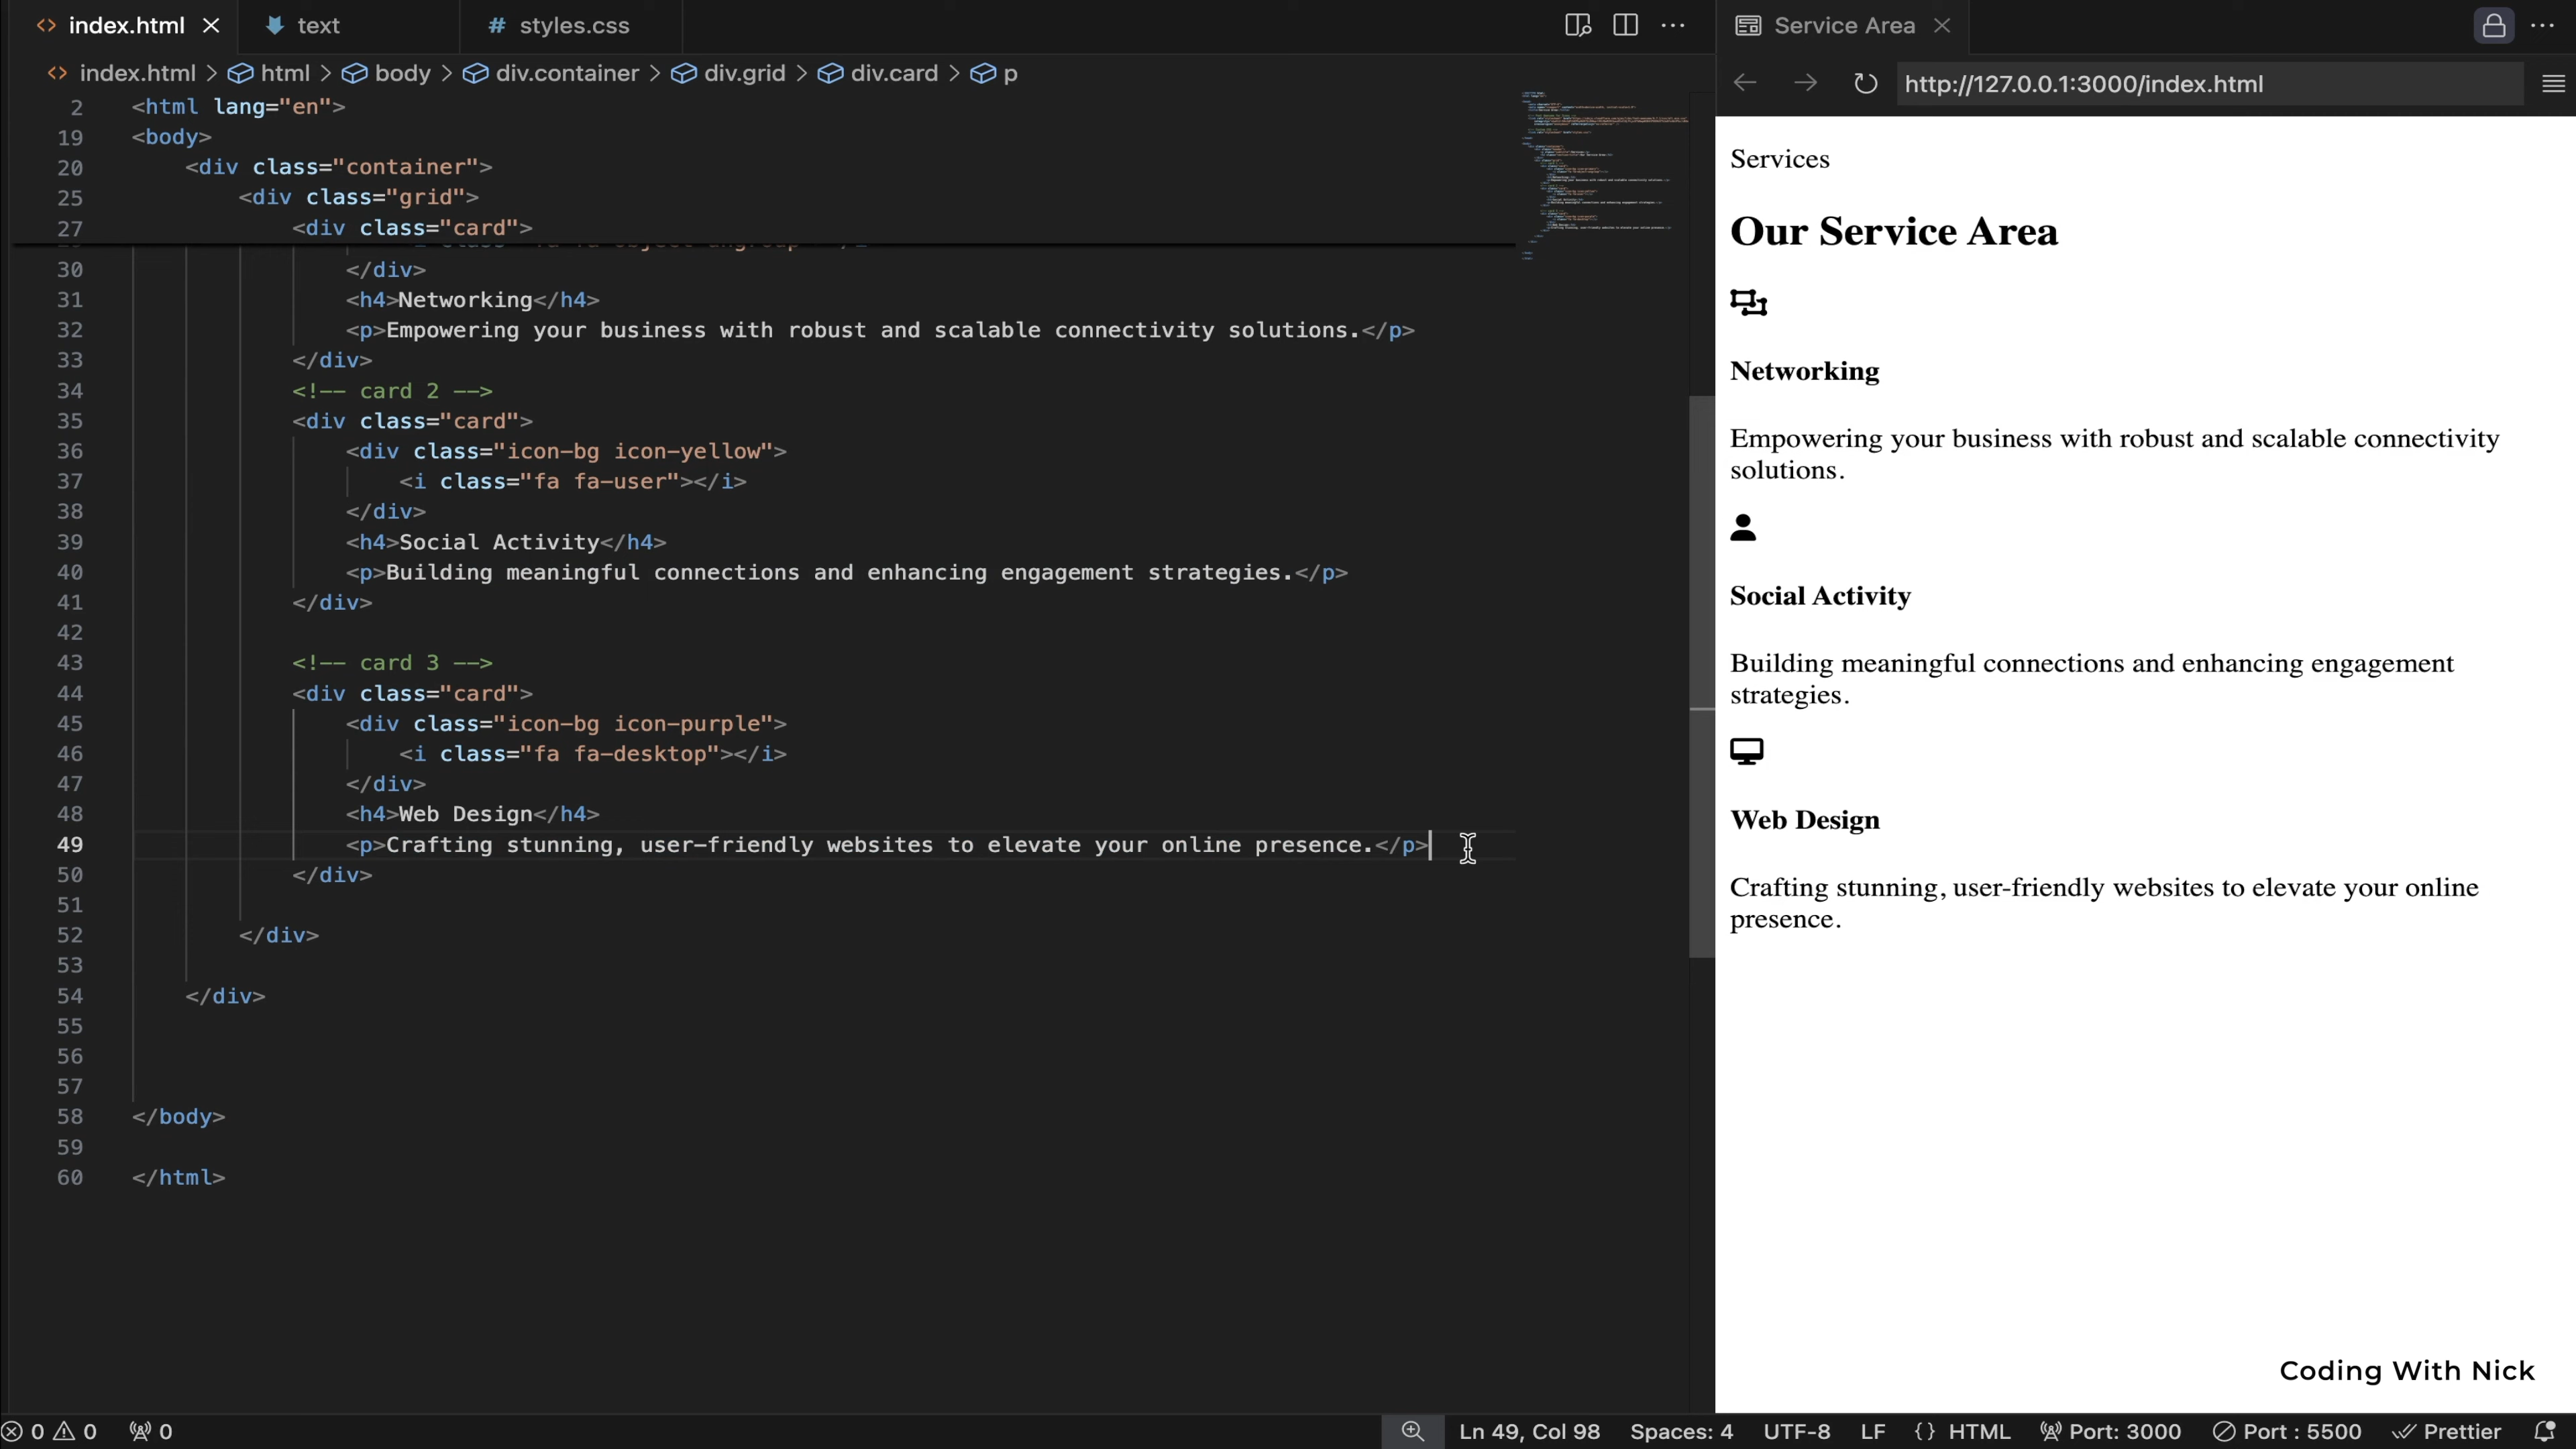 index.html
text
# styles.css
Service Area
index.html > html > body > div.container > div.grid > div.card > p
http://127.0.0.1:3000/index.html
2 <html lang="en">
19 <body>
20 <div class="container">
25 <div class="grid">
27 <div class="card">
30 </div>
31 <h4>Networking</h4>
32 <p>Empowering your business with robust and scalable connectivity solutions.</p>
33 </div>
34 <!-- card 2 -->
35 <div class="card">
36 <div class="icon-bg icon-yellow">
37 <i class="fa fa-user"></i>
38 </div>
39 <h4>Social Activity</h4>
40 <p>Building meaningful connections and enhancing engagement strategies.</p>
41 </div>
42
43 <!-- card 3 -->
44 <div class="card">
45 <div class="icon-bg icon-purple">
46 <i class="fa fa-desktop"></i>
47 </div>
48 <h4>Web Design</h4>
49 <p>Crafting stunning, user-friendly websites to elevate your online presence.</p>
50 </div>
51
52 </div>
53
54 </div>
55
56
57
58 </body>
59
60 </html>
Services
Our Service Area
Networking
Empowering your business with robust and scalable connectivity
solutions.
Social Activity
Building meaningful connections and enhancing engagement
strategies.
Web Design
Crafting stunning, user-friendly websites to elevate your online
presence.
Coding With Nick
0 0 0 Ln 49, Col 98 Spaces: 4 UTF-8 LF {} HTML Port: 3000 Port : 5500 Prettier